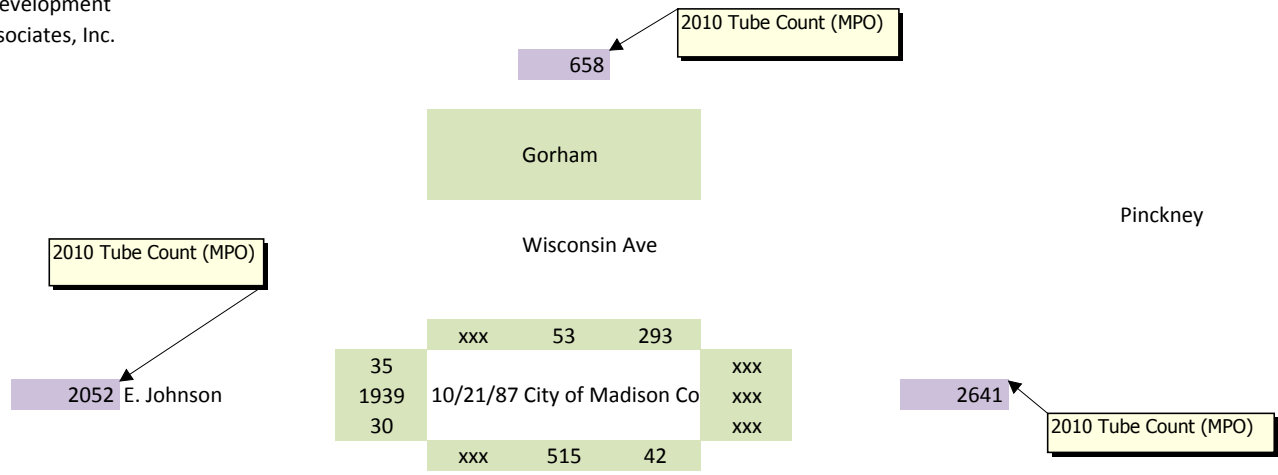 evelopment
2010 Tube Count (MPO)
sociates, Inc.
658
Gorham
Pinckney
Wisconsin Ave
2010 Tube Count (MPO)
xxx 53 293
35 xxx
2052 E. Johnson 1939 10/21/87 City of Madison Co xxx 2641
30 xxx
2010 Tube Count (MPO)
xxx 515 42